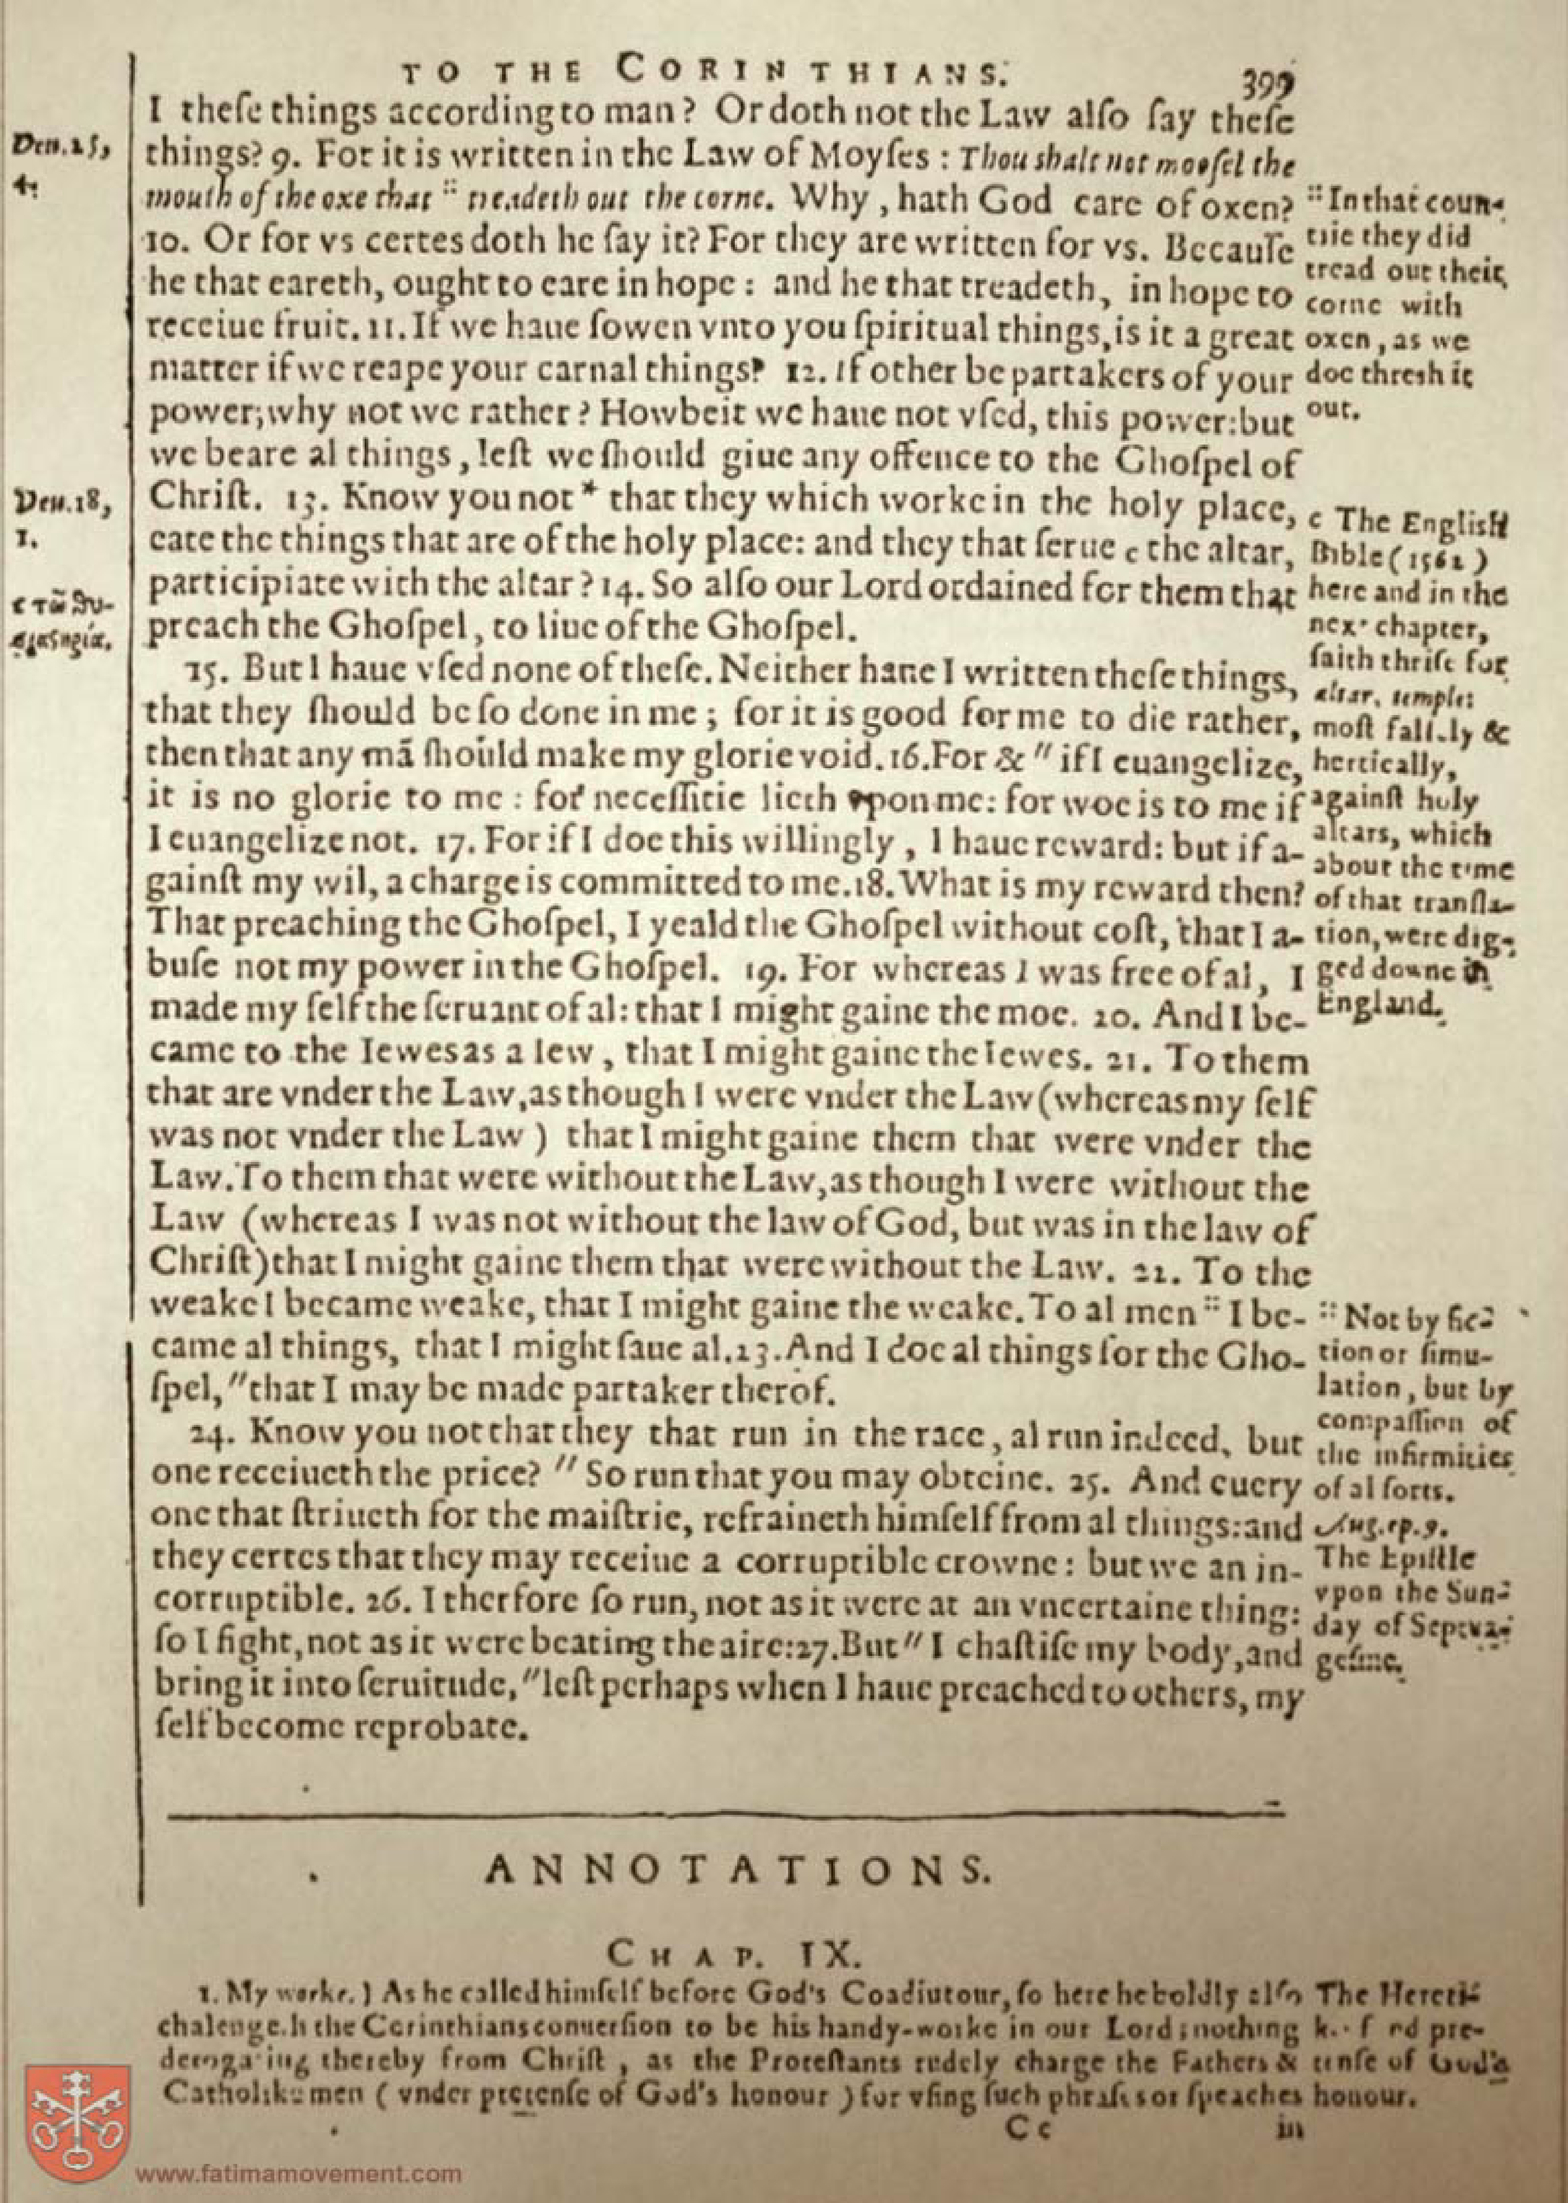 TO THE CORINTHIANS. 399
I theſe things according to man? Or doth not the Law alſo ſay theſe
things? 9. For it is written in the Law of Moyſes: Thou shalt not mooſel the
mouth of the oxe that :: treadeth out the corne. Why, hath God care of oxen?
10. Or for vs certes doth he ſay it? For they are written for vs. Becauſe
he that eareth, ought to eare in hope: and he that treadeth, in hope to
receiue fruit. 11. If we haue ſowen vnto you ſpiritual things, is it a great
matter if we reape your carnal things? 12. If other be partakers of your
power; why not we rather? Howbeit we haue not vſed, this power: but
we beare al things, leſt we ſhould giue any offence to the Ghoſpel of
Chriſt. 13. Know you not * that they which worke in the holy place,
eate the things that are of the holy place: and they that ſerue c the altar,
participiate with the altar? 14. So alſo our Lord ordained for them that
preach the Ghoſpel, to liue of the Ghoſpel.
15. But I haue vſed none of theſe. Neither haue I written theſe things,
that they ſhould be ſo done in me; for it is good for me to die rather,
then that any mã ſhould make my glorie void. 16. For & " if I euangelize,
it is no glorie to me: for neceſſitie lieth vpon me: for woe is to me if
I euangelize not. 17. For if I doe this willingly, I haue reward: but if a-
gainſt my wil, a charge is committed to me. 18. What is my reward then?
That preaching the Ghoſpel, I yeald the Ghoſpel without coſt, that I a-
buſe not my power in the Ghoſpel. 19. For whereas I was free of al, I
made my ſelf the ſeruant of al: that I might gaine the moe. 20. And I be-
came to the Iewes as a Iew, that I might gaine the Iewes. 21. To them
that are vnder the Law, as though I were vnder the Law (whereas my ſelf
was not vnder the Law) that I might gaine them that were vnder the
Law. To them that were without the Law, as though I were without the
Law (whereas I was not without the law of God, but was in the law of
Chriſt) that I might gaine them that were without the Law. 22. To the
weake I became weake, that I might gaine the weake. To al men :: I be-
came al things, that I might ſaue al. 23. And I doe al things for the Gho-
ſpel, " that I may be made partaker therof.
24. Know you not that they that run in the race, al run indeed, but
one receiueth the price? " So run that you may obteine. 25. And euery
one that ſtriueth for the maiſtrie, refraineth himſelf from al things: and
they certes that they may receiue a corruptible crowne: but we an in-
corruptible. 26. I therfore ſo run, not as it were at an vncertaine thing:
ſo I fight, not as it were beating the aire: 27. But " I chaſtiſe my body, and
bring it into ſeruitude, " leſt perhaps when I haue preached to others, my
ſelf become reprobate.
Deu. 25,
4.
Deu. 18,
1.
c τῶ θυ-
σιαστηρίω.
:: In that coun-
trie they did
tread out their
corne with
oxen, as we
doe thresh it
out.
c The English
Bible (1562)
here and in the
next chapter,
ſaith thriſe for
altar, temple:
moſt falſly &
hertically,
againſt holy
altars, which
about the time
of that tranſla-
tion, were dig-
ged downe in
England.
:: Not by fic-
tion or ſimu-
lation, but by
compaſſion of
the infirmities
of al ſorts.
Aug. ep. 9.
The Epiſtle
vpon the Sun-
day of Septua-
geſme.
ANNOTATIONS.
CHAP. IX.
1. My worke.) As he called himſelf before God's Coadiutour, ſo here he boldly alſo
chalengeth the Corinthians conuerſion to be his handy-worke in our Lord: nothing
derogating thereby from Chriſt, as the Proteſtants rudely charge the Fathers &
Catholike men (vnder pretenſe of God's honour) for vſing ſuch phraſes or ſpeaches
The Hereti-
pre-
tenſe of God's
honour.
Cc iij
www.fatimamovement.com